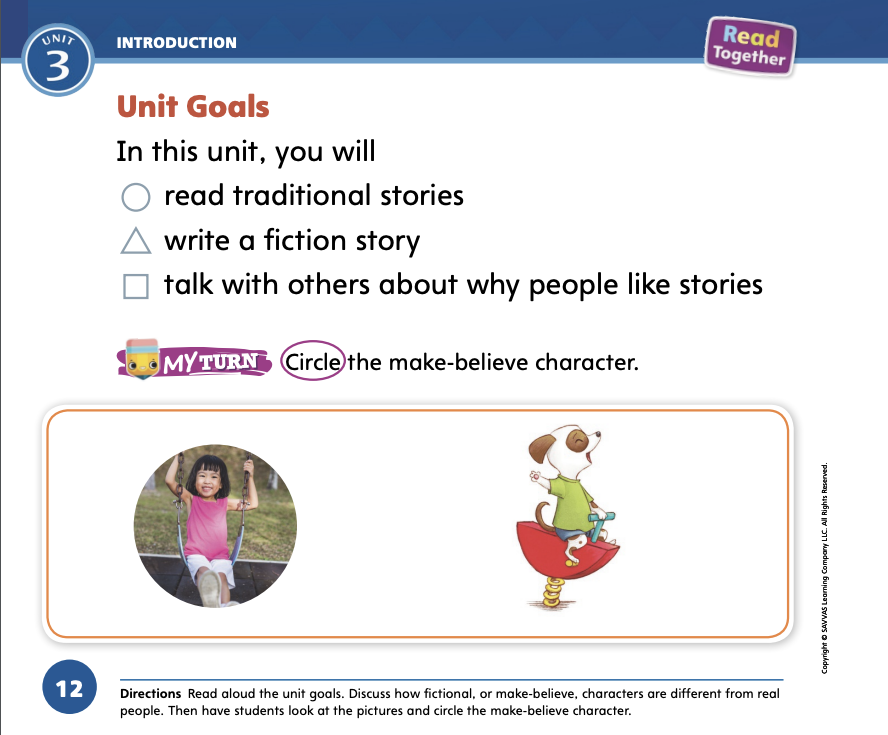 UNIT
3
INTRODUCTION
Read
Together
Unit Goals
In this unit, you will
read traditional stories
write a fiction story
talk with others about why people like stories
MY TURN Circle the make-believe character.
Copyright © SAVVAS Learning Company LLC. All Rights Reserved.
12
Directions Read aloud the unit goals. Discuss how fictional, or make-believe, characters are different from real
people. Then have students look at the pictures and circle the make-believe character.